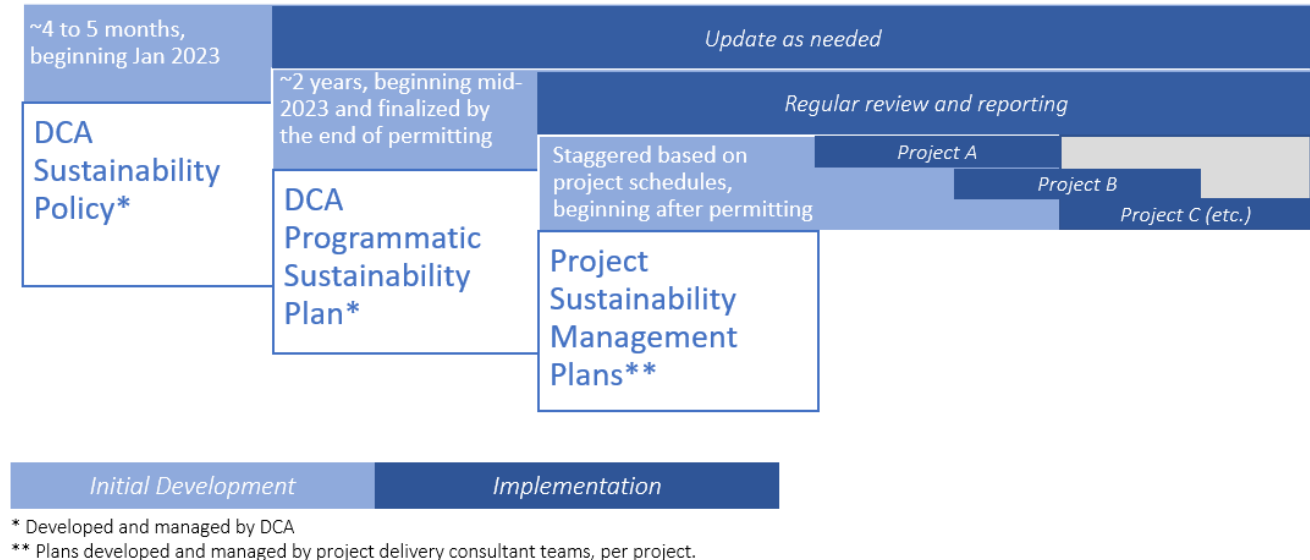 ~4 to 5 months,
beginning Jan 2023
Update as needed
DCA
Sustainability
Policy*
~2 years, beginning mid-
2023 and finalized by
the end of permitting
Regular review and reporting
DCA
Programmatic
Sustainability
Plan*
Staggered based on
project schedules,
beginning after permitting
Project A
Project B
Project C (etc.)
Project
Sustainability
Management
Plans**
Initial Development
Implementation
* Developed and managed by DCA
** Plans developed and managed by project delivery consultant teams, per project.